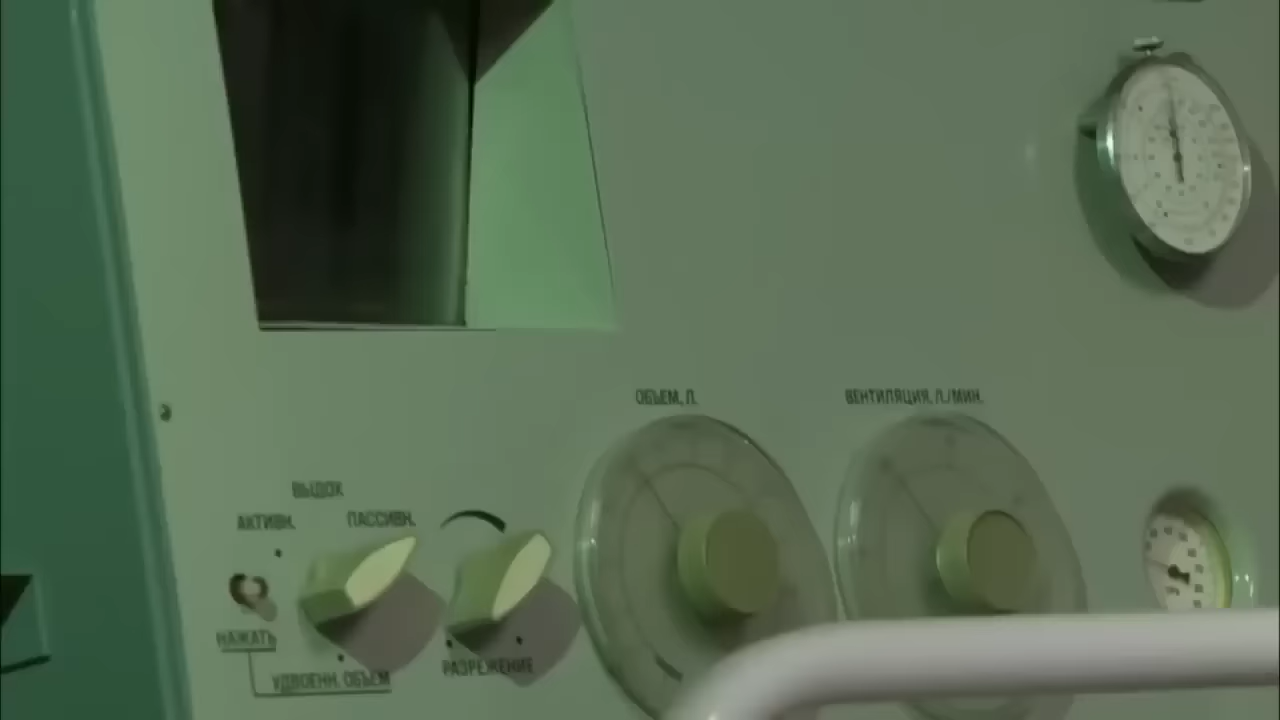 ОБЪЕМ, Л.
ВЕНТИЛЯЦИЯ, Л./МИН.
ВЫДОХ
АКТИВН.
ПАССИВН.
НАЖАТЬ
РАЗРЕЖЕНИЕ
УДВОЕНН. ОБЪЕМ